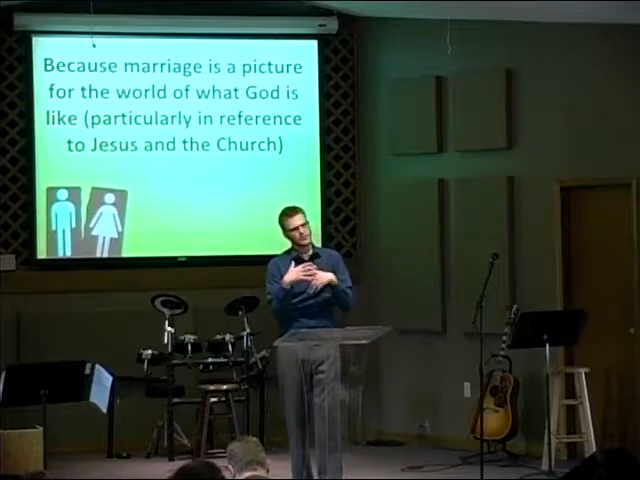 Because marriage is a picture
for the world of what God is
like (particularly in reference
to Jesus and the Church)